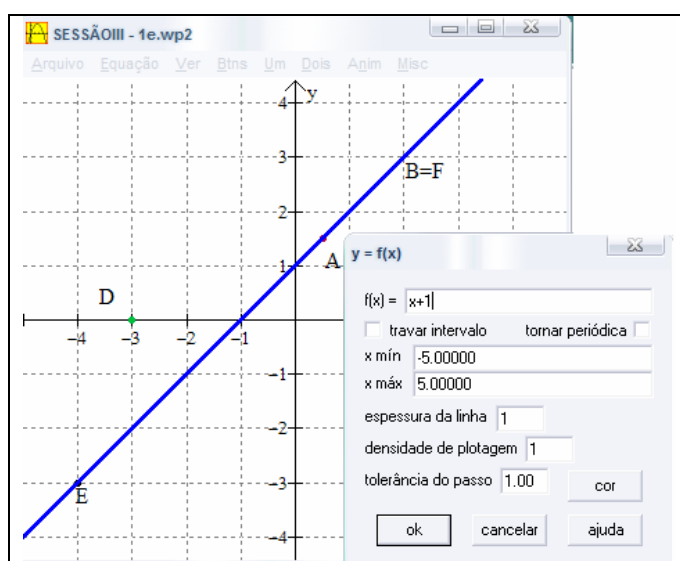 SESSÃOIII - 1e.wp2
Arquivo Equação Ver Btns Um Dois Anim Misc
4 y
3
B=F
2
1 A
D
-4 -3 -2 -1
-1
-2
-3
E
-4
y = f(x)
f(x) = x+1
travar intervalo tornar periódica
x mín -5.00000
x máx 5.00000
espessura da linha 1
densidade de plotagem 1
tolerância do passo 1.00 cor
ok cancelar ajuda